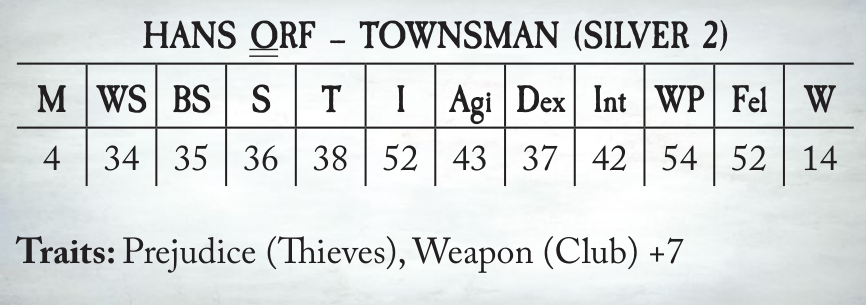 HANS ORF – TOWNSMAN (SILVER 2)
M WS BS S T I Agi Dex Int WP Fel W
4 34 35 36 38 52 43 37 42 54 52 14
Traits: Prejudice (Thieves), Weapon (Club) +7